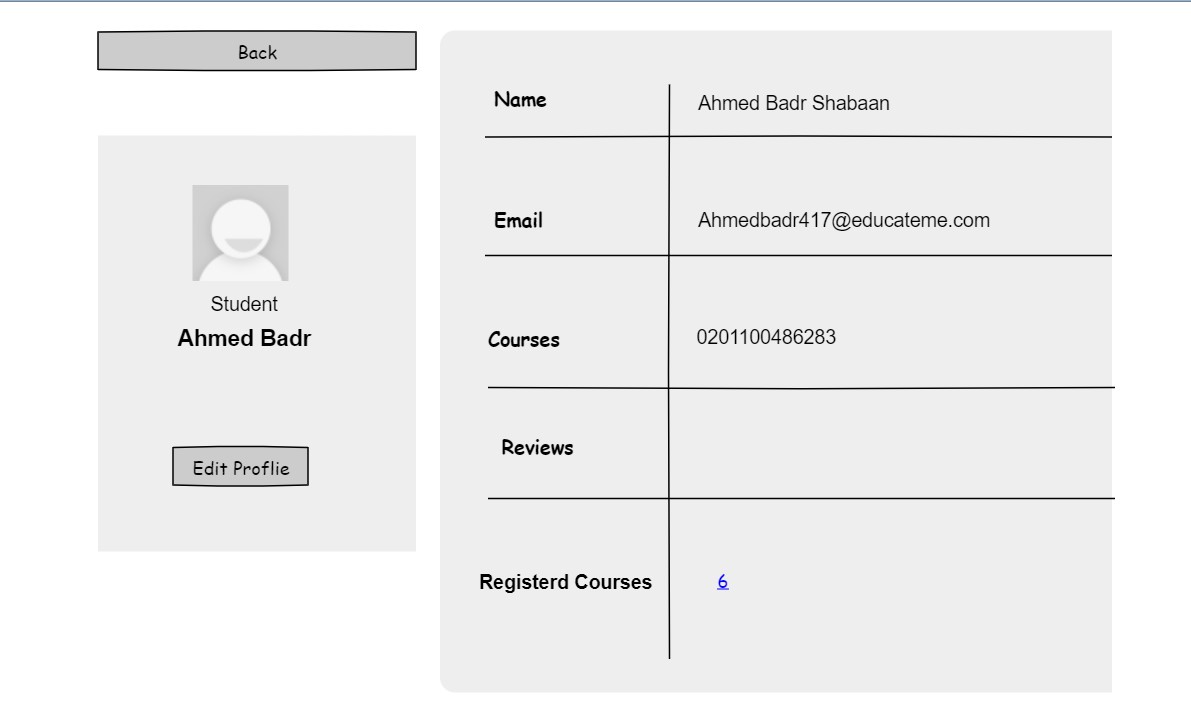 Back
Student
Ahmed Badr
Edit Proflie
Name
Ahmed Badr Shabaan
Email
Ahmedbadr417@educateme.com
Courses
0201100486283
Reviews
Registerd Courses
6